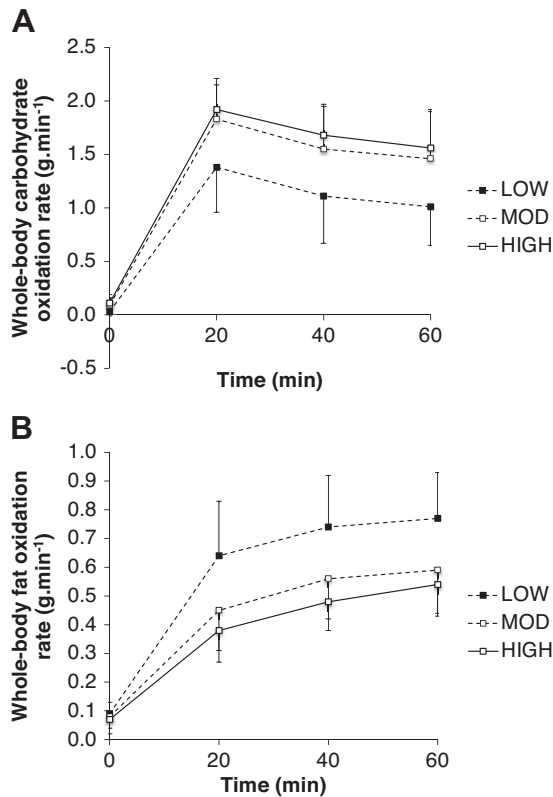 A
Whole-body carbohydrate
oxidation rate (g.min-1)
2.5
2.0
1.5
1.0
0.5
0.0
-0.5
0
20
40
60
Time (min)
LOW
MOD
HIGH
B
Whole-body fat oxidation
rate (g.min-1)
1.0
0.9
0.8
0.7
0.6
0.5
0.4
0.3
0.2
0.1
0.0
0
20
40
60
Time (min)
LOW
MOD
HIGH